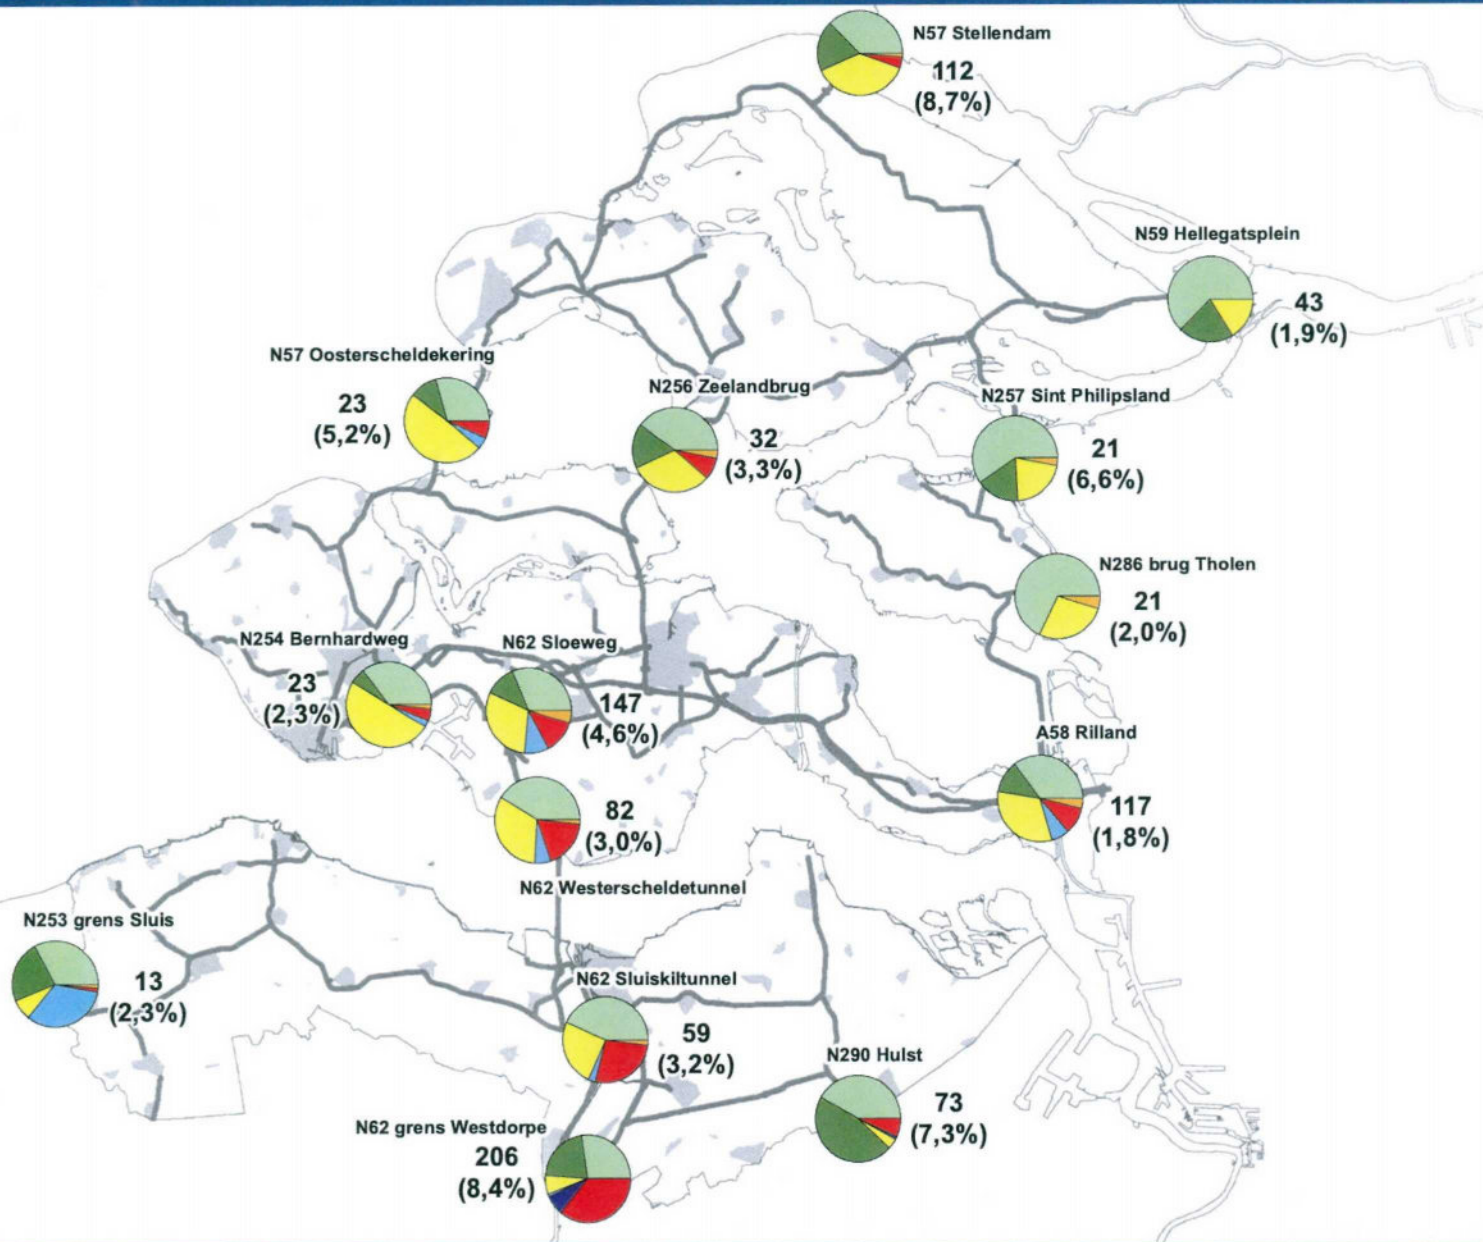 N57 Stellendam
112
(8,7%)
N59 Hellegatsplein
43
(1,9%)
N57 Oosterscheldekering
23
(5,2%)
N256 Zeelandbrug
32
(3,3%)
N257 Sint Philipsland
21
(6,6%)
N286 brug Tholen
21
(2,0%)
N254 Bernhardweg
23
(2,3%)
N62 Sloeweg
147
(4,6%)
A58 Rilland
117
(1,8%)
82
(3,0%)
N62 Westerscheldetunnel
N253 grens Sluis
13
(2,3%)
N62 Sluiskiltunnel
59
(3,2%)
N290 Hulst
73
(7,3%)
N62 grens Westdorpe
206
(8,4%)